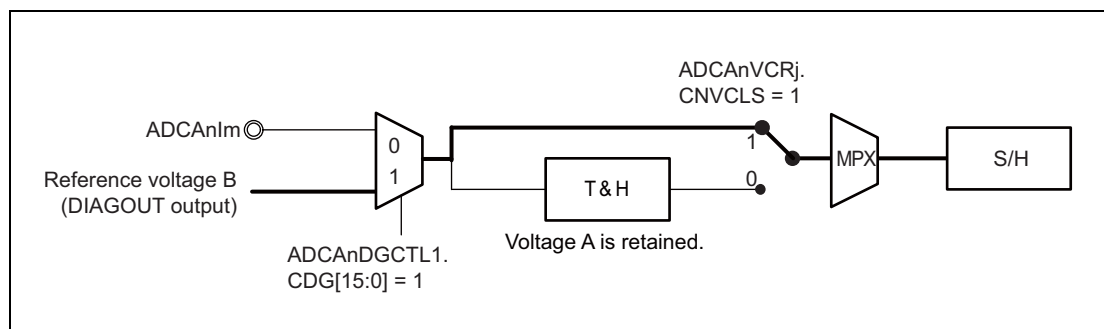 ADCAnVCRj.
CNVCLS = 1
ADCAnIm
0
1
1
MPX
S/H
Reference voltage B
(DIAGOUT output)
T & H
0
Voltage A is retained.
ADCAnDGCTL1.
CDG[15:0] = 1